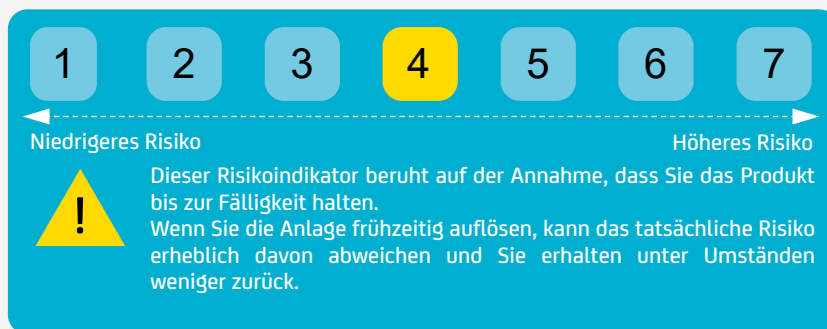 1 2 3 4 5 6 7
Niedrigeres Risiko Höheres Risiko
!
Dieser Risikoindikator beruht auf der Annahme, dass Sie das Produkt
bis zur Fälligkeit halten.
Wenn Sie die Anlage frühzeitig auflösen, kann das tatsächliche Risiko
erheblich davon abweichen und Sie erhalten unter Umständen
weniger zurück.